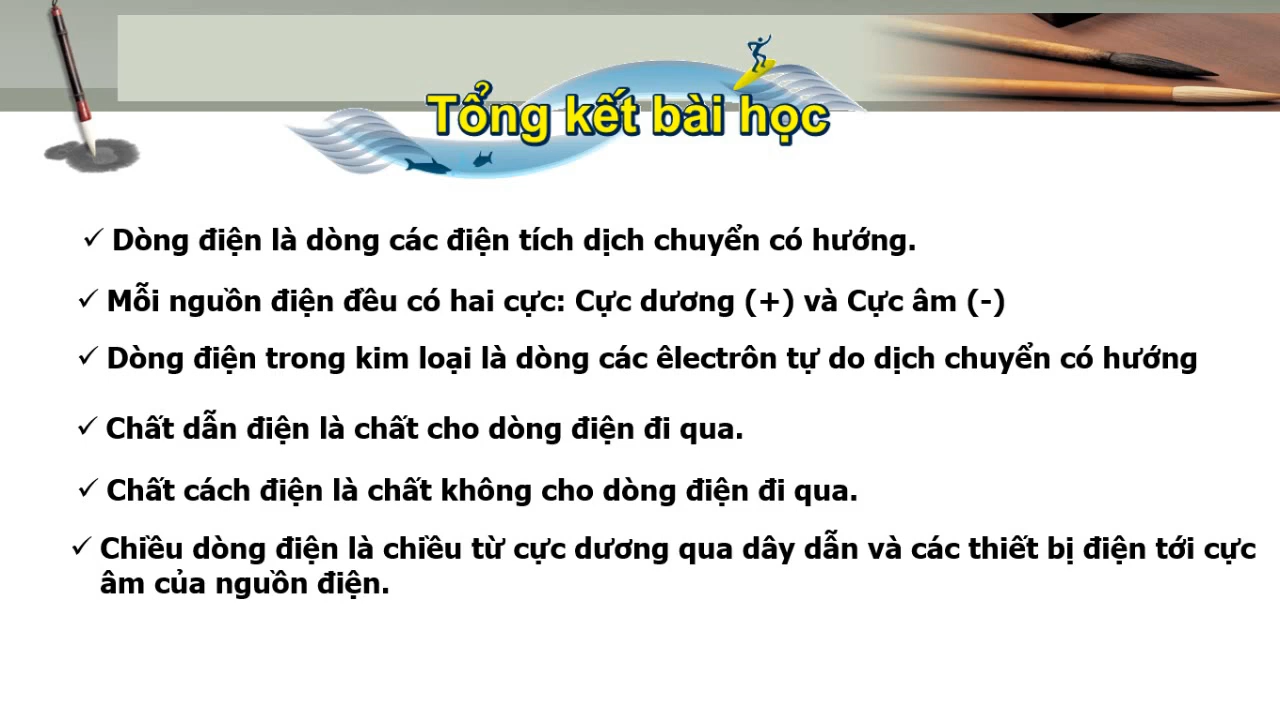 Tổng kết bài học
✓ Dòng điện là dòng các điện tích dịch chuyển có hướng.
✓ Mỗi nguồn điện đều có hai cực: Cực dương (+) và Cực âm (-)
✓ Dòng điện trong kim loại là dòng các êlectrôn tự do dịch chuyển có hướng
✓ Chất dẫn điện là chất cho dòng điện đi qua.
✓ Chất cách điện là chất không cho dòng điện đi qua.
✓ Chiều dòng điện là chiều từ cực dương qua dây dẫn và các thiết bị điện tới cực
âm của nguồn điện.